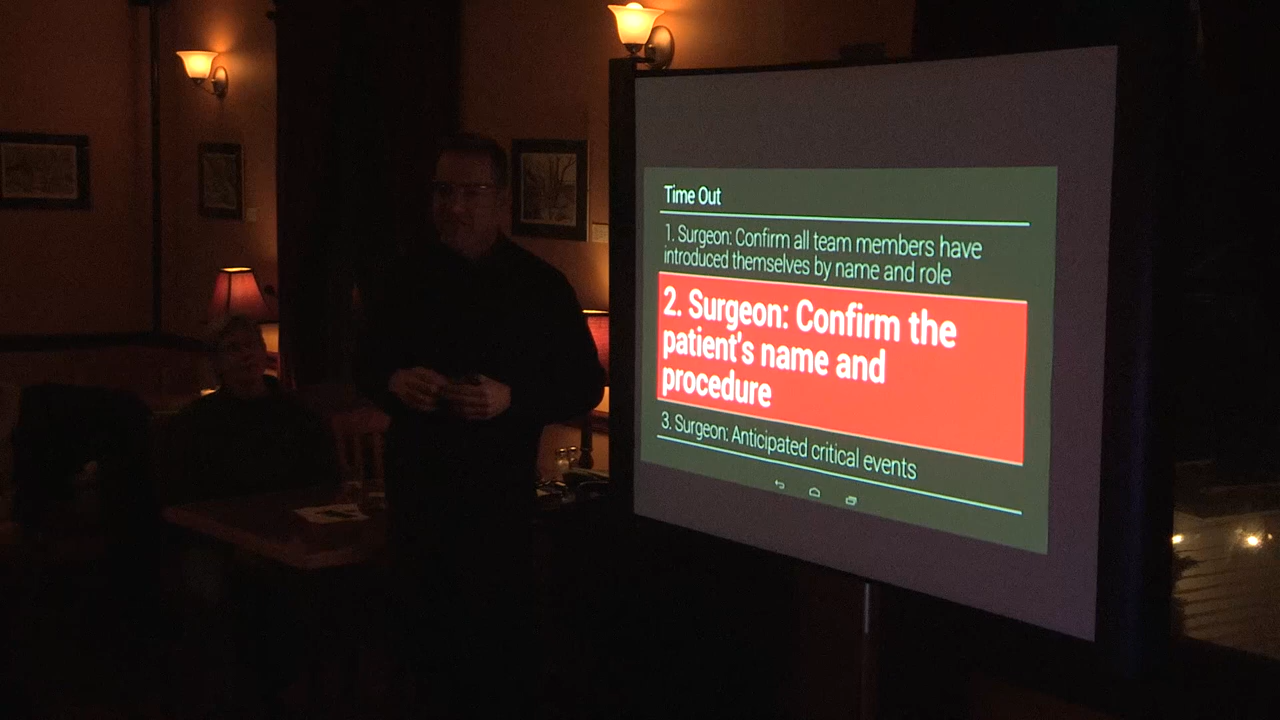 Time Out
1. Surgeon: Confirm all team members have
introduced themselves by name and role
2. Surgeon: Confirm the
patient's name and
procedure
3. Surgeon: Anticipated critical events